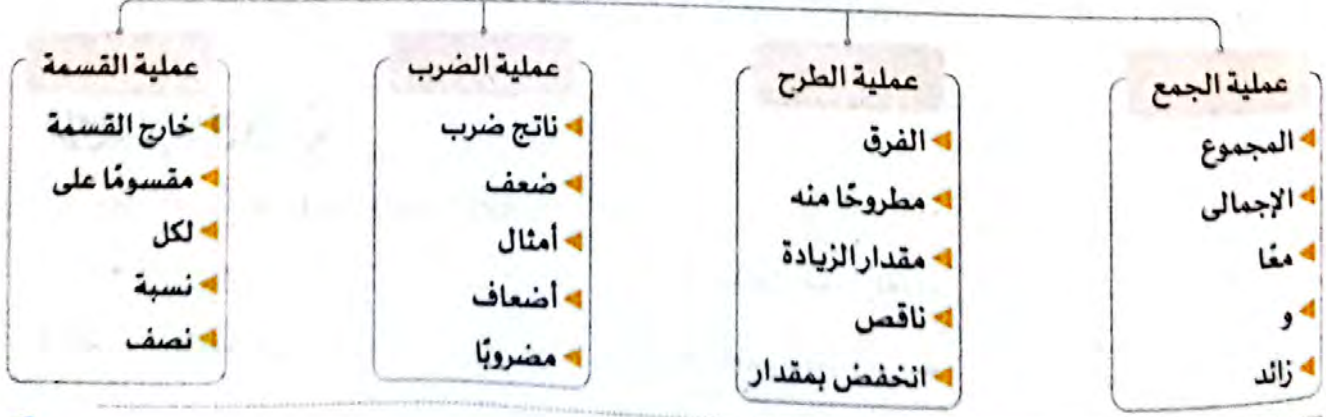 عملية الجمع
المجموع
الإجمالى
معًا
و
زائد
عملية الطرح
الفرق
مطروحًا منه
مقدار الزيادة
ناقص
انخفض بمقدار
عملية الضرب
ناتج ضرب
ضعف
أمثال
أضعاف
مضروبًا
عملية القسمة
خارج القسمة
مقسومًا على
لكل
نسبة
نصف